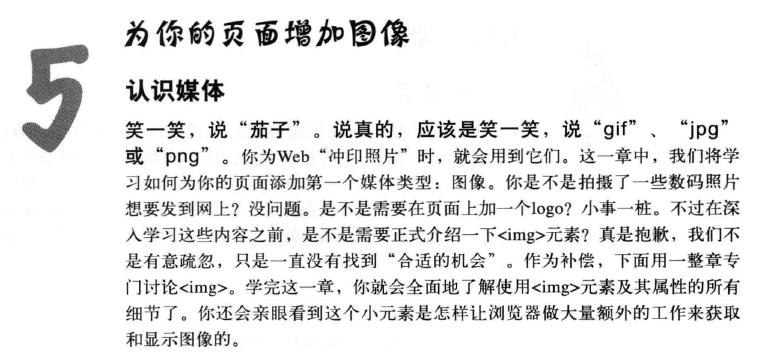 5
为你的页面增加图像
认识媒体
笑一笑，说“茄子”。说真的，应该是笑一笑，说“gif”、“jpg”
或“png”。你为Web“冲印照片”时，就会用到它们。这一章中，我们将学
习如何为你的页面添加第一个媒体类型：图像。你是不是拍摄了一些数码照片
想要发到网上？没问题。是不是需要在页面上加一个logo？小事一桩。不过在深
入学习这些内容之前，是不是需要正式介绍一下<img>元素？真是抱歉，我们不
是有意疏忽，只是一直没有找到“合适的机会”。作为补偿，下面用一整章专
门讨论<img>。学完这一章，你就会全面地了解使用<img>元素及其属性的所有
细节了。你还会亲眼看到这个小元素是怎样让浏览器做大量额外的工作来获取
和显示图像的。